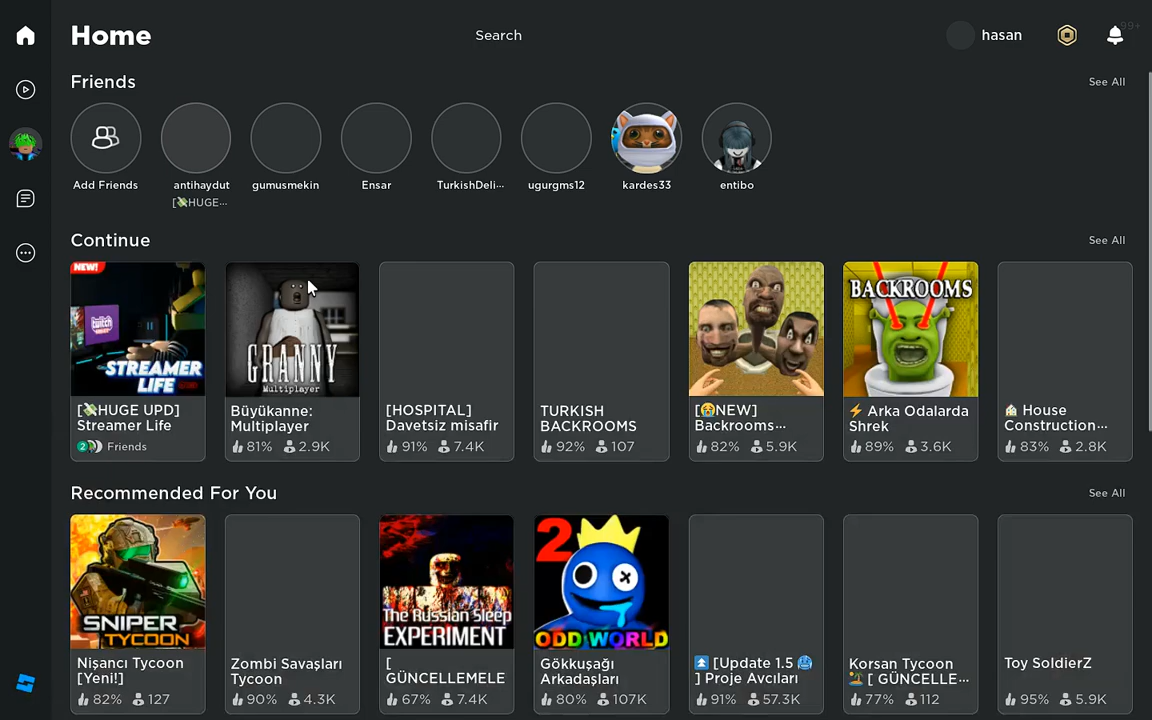 Home
Search
hasan
99+
Friends
See All
Add Friends
antihaydut
gumusmekin
Ensar
TurkishDeli...
ugurgms12
kardes33
entibo
[💸HUGE...
Continue
See All
NEW!
twitch
STREAMER
LIFE
GRANNY
Multiplayer
BACKROOMS
[💸HUGE UPD]
Streamer Life
2 Friends
Büyükanne:
Multiplayer
81% 2.9K
[HOSPITAL]
Davetsiz misafir
91% 7.4K
TURKISH
BACKROOMS
92% 107
[😭NEW]
Backrooms...
82% 5.9K
⚡ Arka Odalarda
Shrek
89% 3.6K
🏠 House
Construction...
83% 2.8K
Recommended For You
See All
SNIPER
TYCOON
The Russian Sleep
EXPERIMENT
2
ODD WORLD
Nişancı Tycoon
[Yeni!]
82% 127
Zombi Savaşları
Tycoon
90% 4.3K
[
GÜNCELLEMELE
67% 7.4K
Gökkuşağı
Arkadaşları
80% 107K
⏫ [Update 1.5 🥶
] Proje Avcıları
91% 57.3K
Korsan Tycoon
🏝️ [ GÜNCELLE...
77% 112
Toy SoldierZ
95% 5.9K